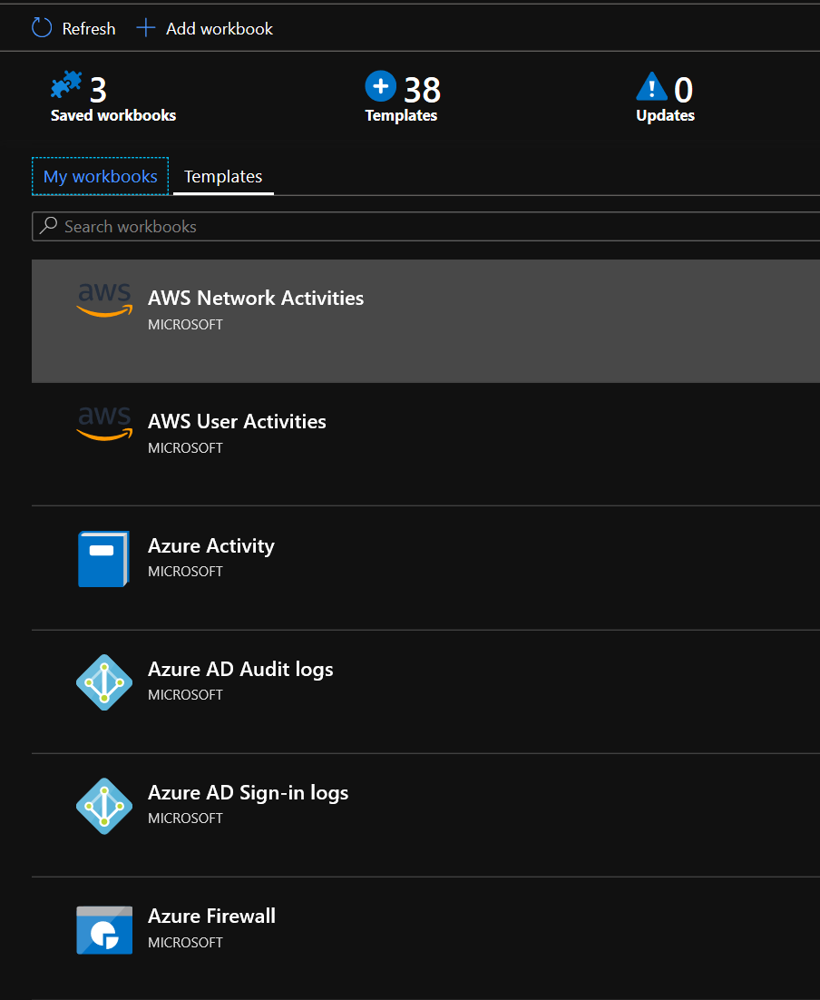 Refresh Add workbook
3 38 0
Saved workbooks Templates Updates
My workbooks Templates
Search workbooks
aws AWS Network Activities
MICROSOFT
aws AWS User Activities
MICROSOFT
Azure Activity
MICROSOFT
Azure AD Audit logs
MICROSOFT
Azure AD Sign-in logs
MICROSOFT
Azure Firewall
MICROSOFT